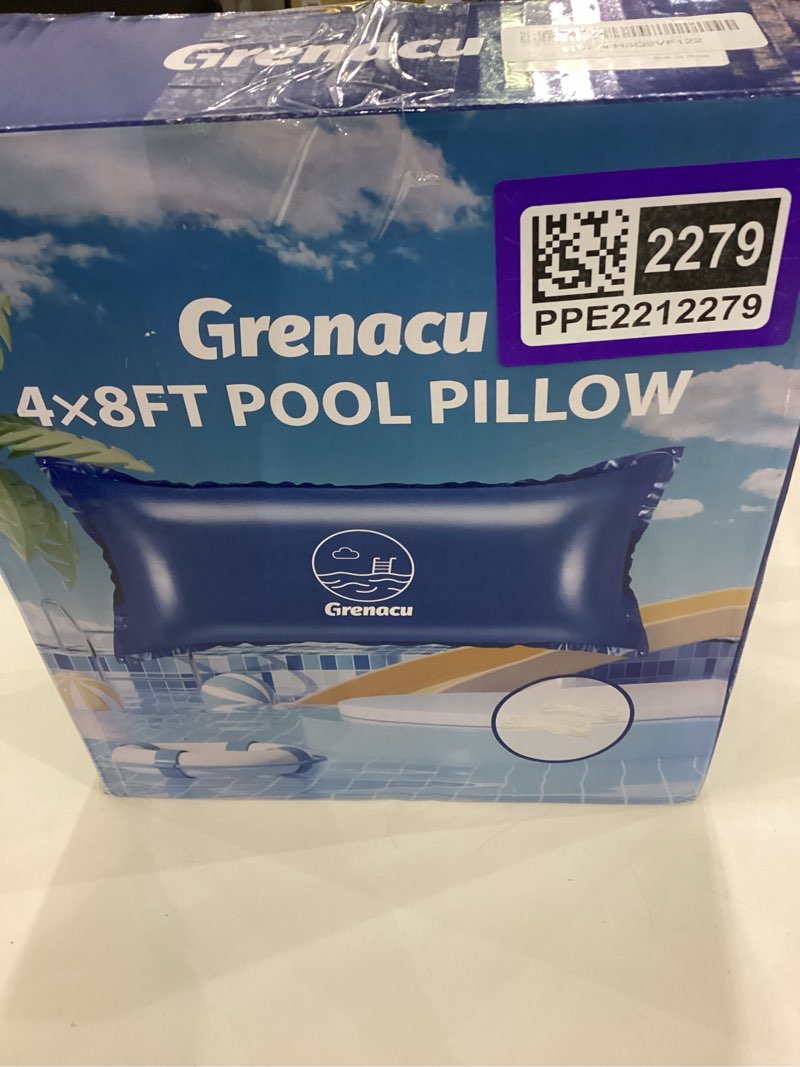 Grenacu
2279
PPE2212279
Grenacu
4×8FT POOL PILLOW
Grenacu